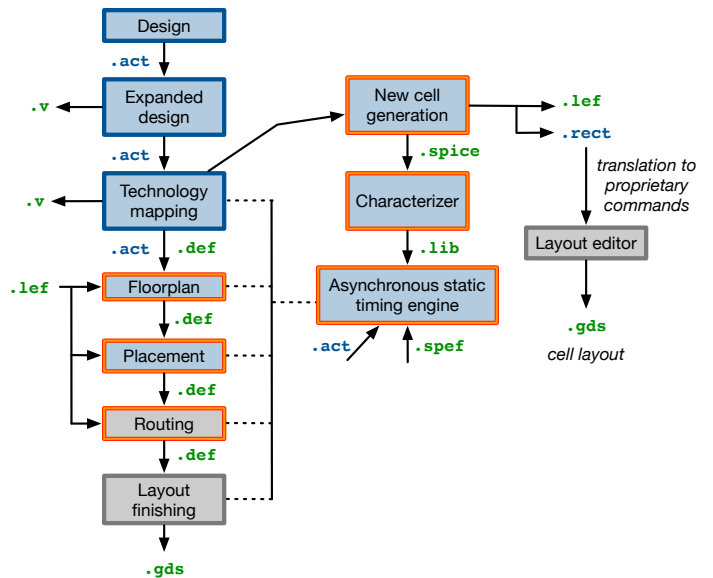 Design
.act
.v
Expanded
design
.act
.v
Technology
mapping
.act
.def
.lef
Floorplan
.def
Placement
.def
Routing
.def
Layout
finishing
.gds
New cell
generation
.lef
.rect
.spice
Characterizer
.lib
Asynchronous static
timing engine
.act
.spef
translation to
proprietary
commands
Layout editor
.gds
cell layout